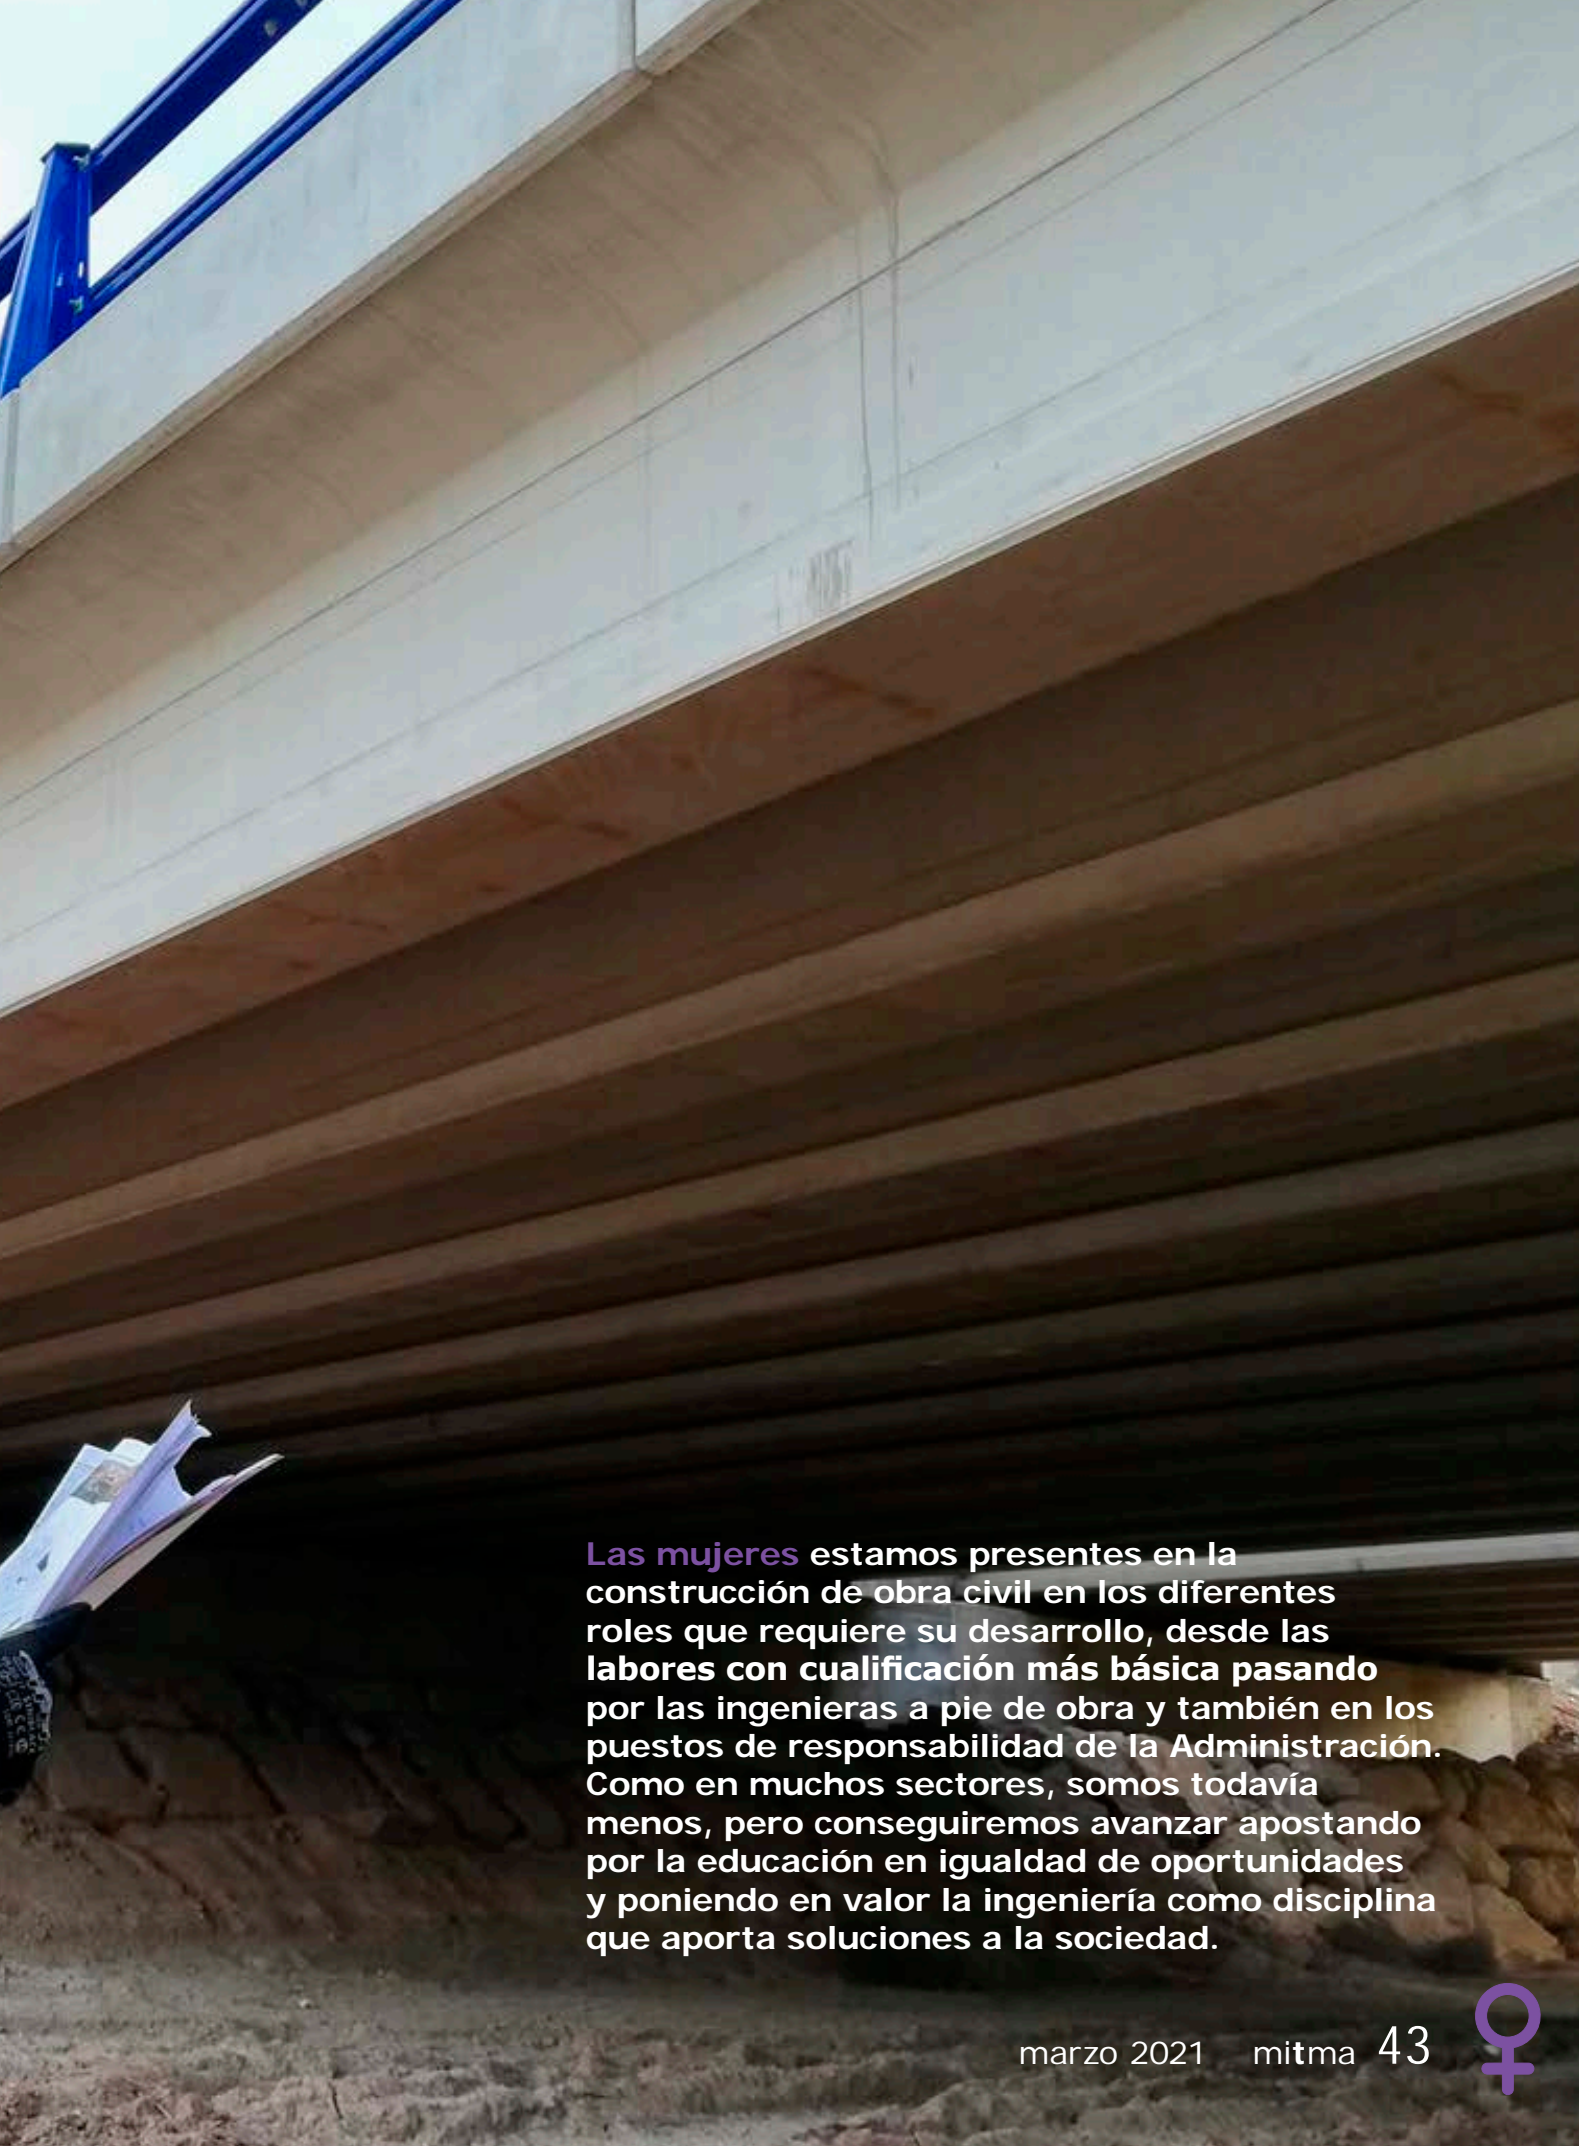 Las mujeres estamos presentes en la
construcción de obra civil en los diferentes
roles que requiere su desarrollo, desde las
labores con cualificación más básica pasando
por las ingenieras a pie de obra y también en los
puestos de responsabilidad de la Administración.
Como en muchos sectores, somos todavía
menos, pero conseguiremos avanzar apostando
por la educación en igualdad de oportunidades
y poniendo en valor la ingeniería como disciplina
que aporta soluciones a la sociedad.
marzo 2021 mitma 43